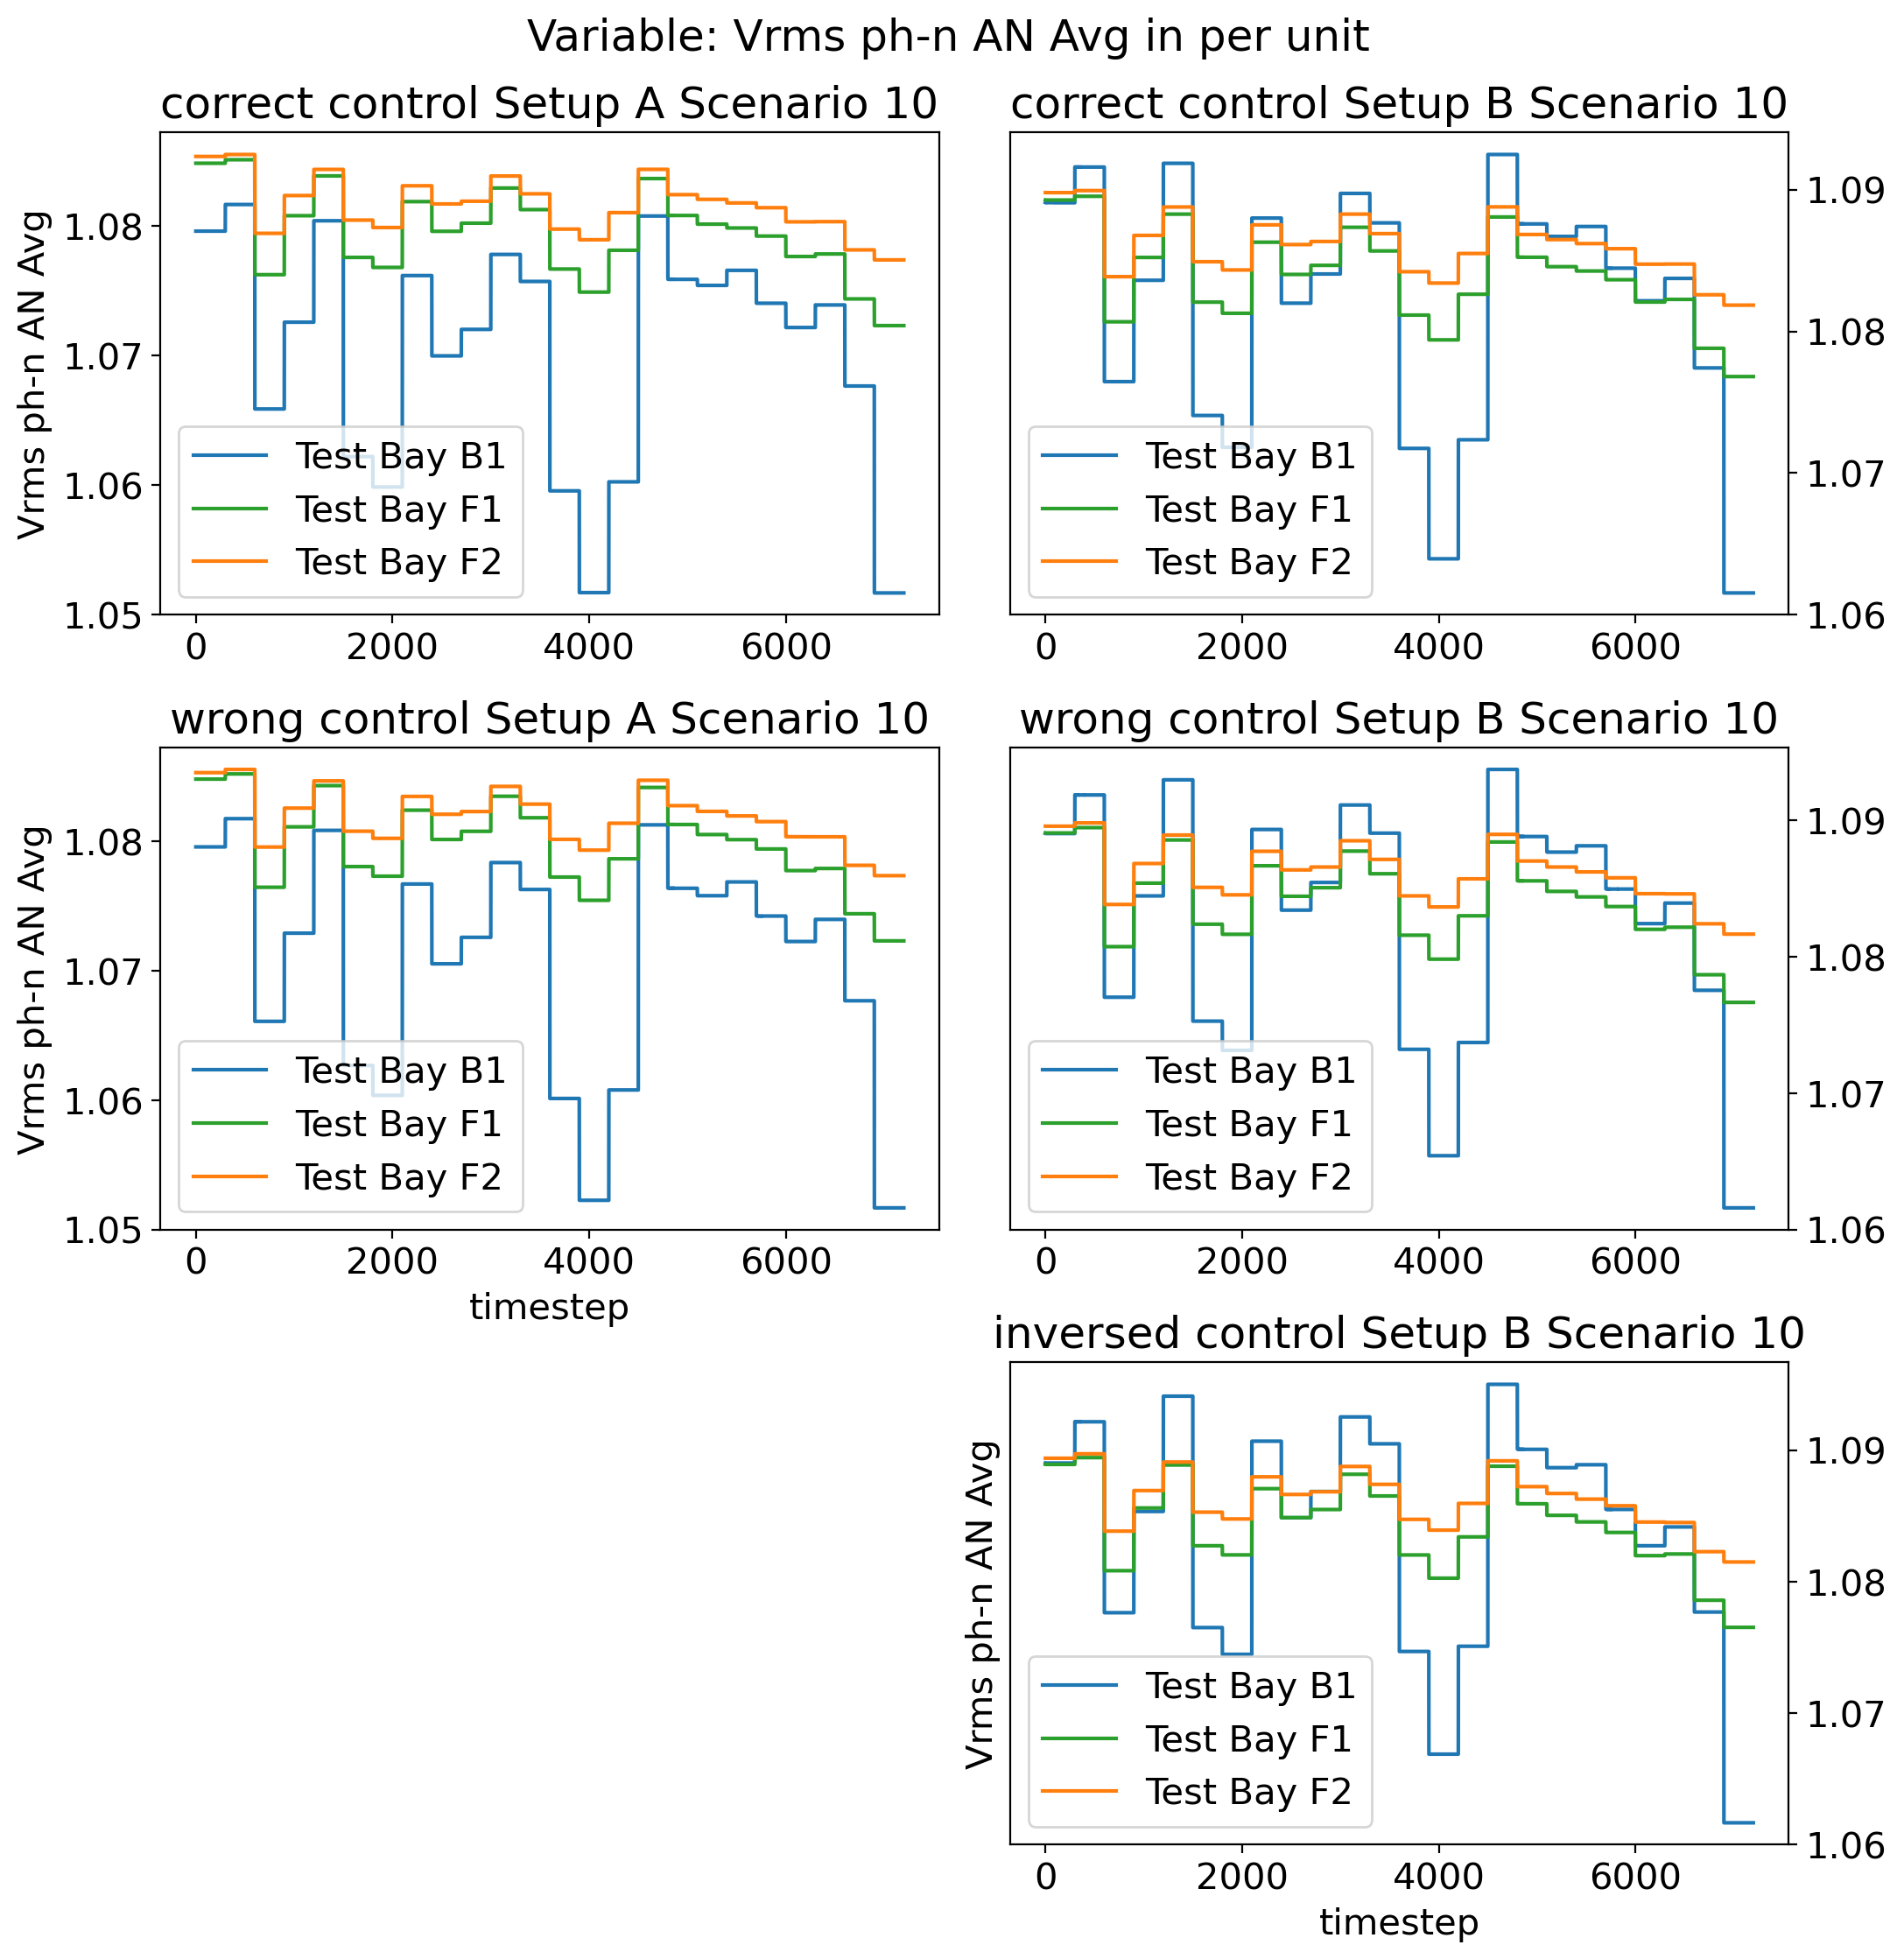 Variable: Vrms ph-n AN Avg in per unit
correct control Setup A Scenario 10
Vrms ph-n AN Avg
1.08
1.07
1.06
1.05
Test Bay B1
Test Bay F1
Test Bay F2
0 2000 4000 6000
correct control Setup B Scenario 10
1.09
1.08
1.07
1.06
Test Bay B1
Test Bay F1
Test Bay F2
0 2000 4000 6000
wrong control Setup A Scenario 10
Vrms ph-n AN Avg
1.08
1.07
1.06
1.05
Test Bay B1
Test Bay F1
Test Bay F2
0 2000 4000 6000
timestep
wrong control Setup B Scenario 10
1.09
1.08
1.07
1.06
Test Bay B1
Test Bay F1
Test Bay F2
0 2000 4000 6000
inversed control Setup B Scenario 10
Vrms ph-n AN Avg
1.09
1.08
1.07
1.06
Test Bay B1
Test Bay F1
Test Bay F2
0 2000 4000 6000
timestep